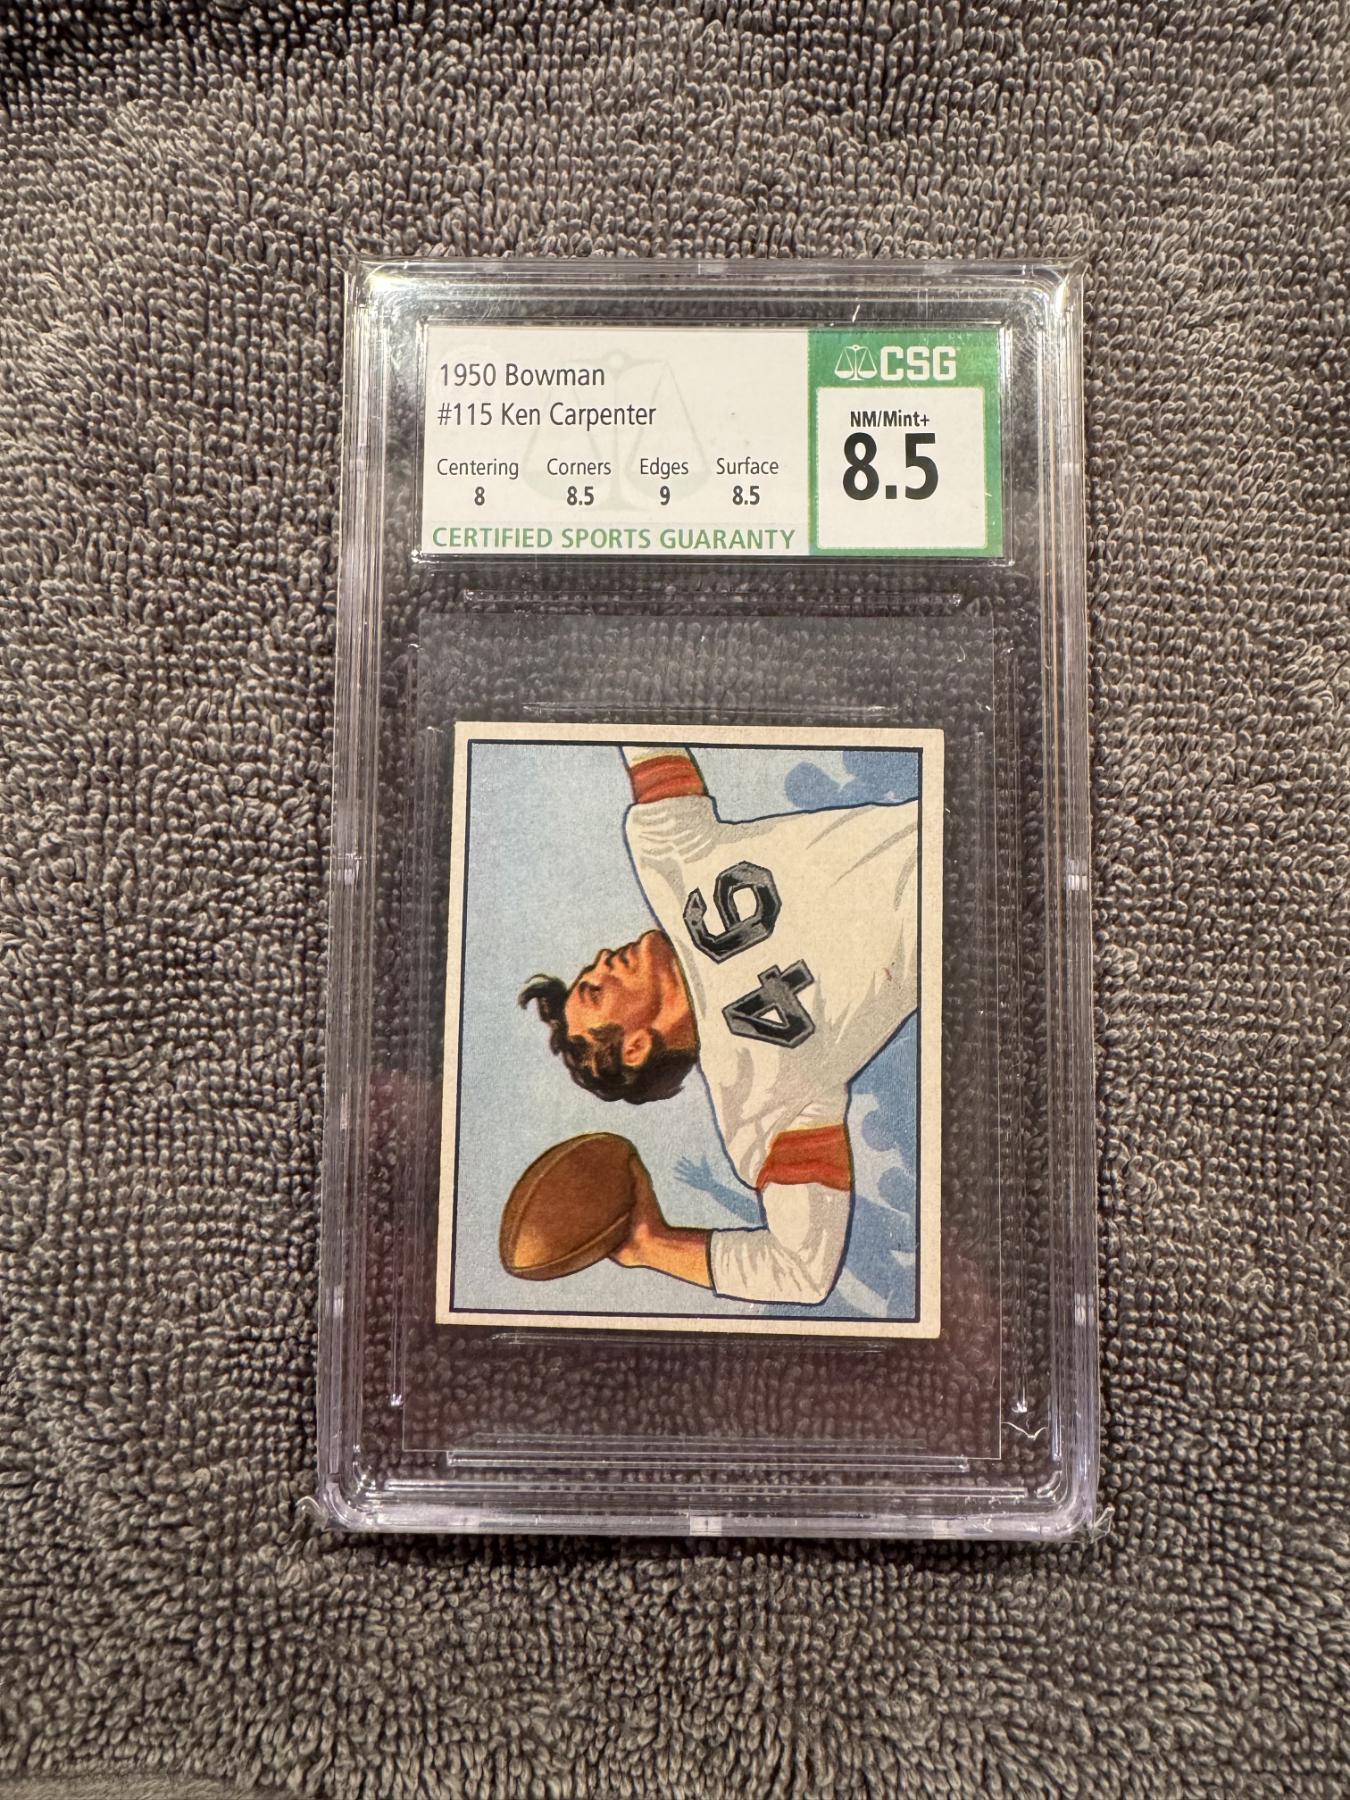 1950 Bowman
#115 Ken Carpenter
Centering Corners Edges Surface
8 8.5 9 8.5
CERTIFIED SPORTS GUARANTY
CSG
NM/Mint+
8.5
46